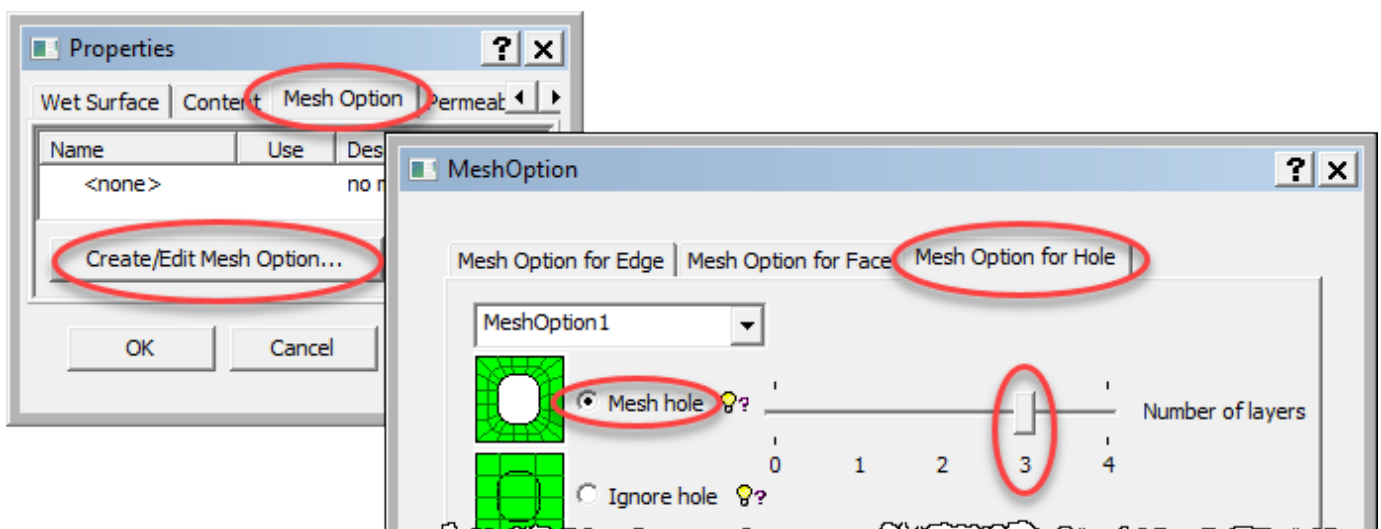 Properties
Wet Surface Content Mesh Option Permeat
Name Use Des
<none> no r
Create/Edit Mesh Option...
OK Cancel
MeshOption
Mesh Option for Edge Mesh Option for Face Mesh Option for Hole
MeshOption1
Mesh hole
Number of layers
0 1 2 3 4
Ignore hole